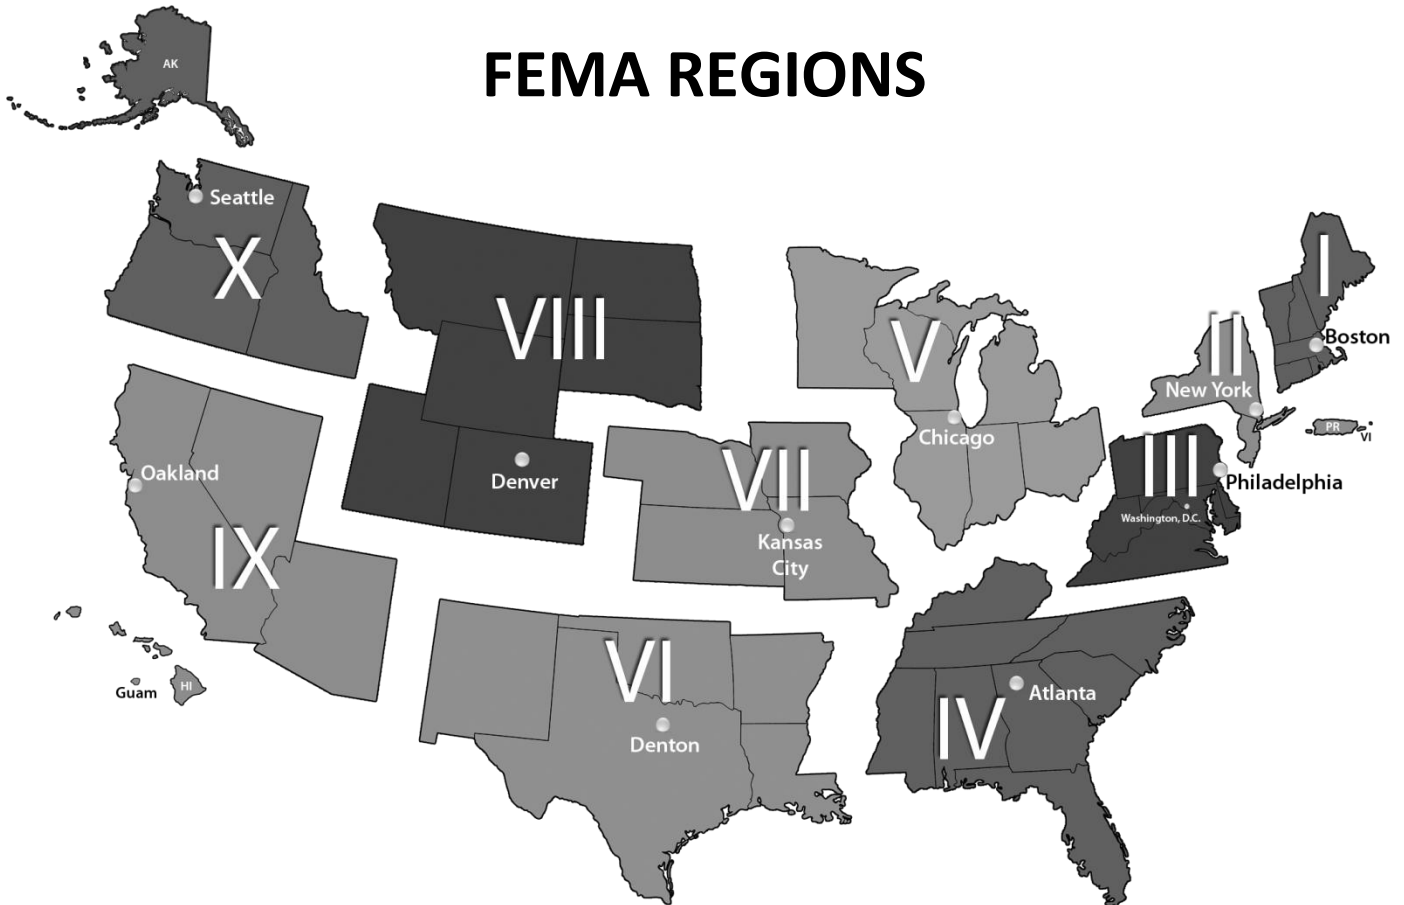 FEMA REGIONS
AK
Seattle
X
VIII
V
I
II
Boston
New York
PR
VI
Chicago
III
Philadelphia
Washington, D.C.
Oakland
Denver
VII
Kansas
City
IX
Guam
HI
VI
Denton
Atlanta
IV